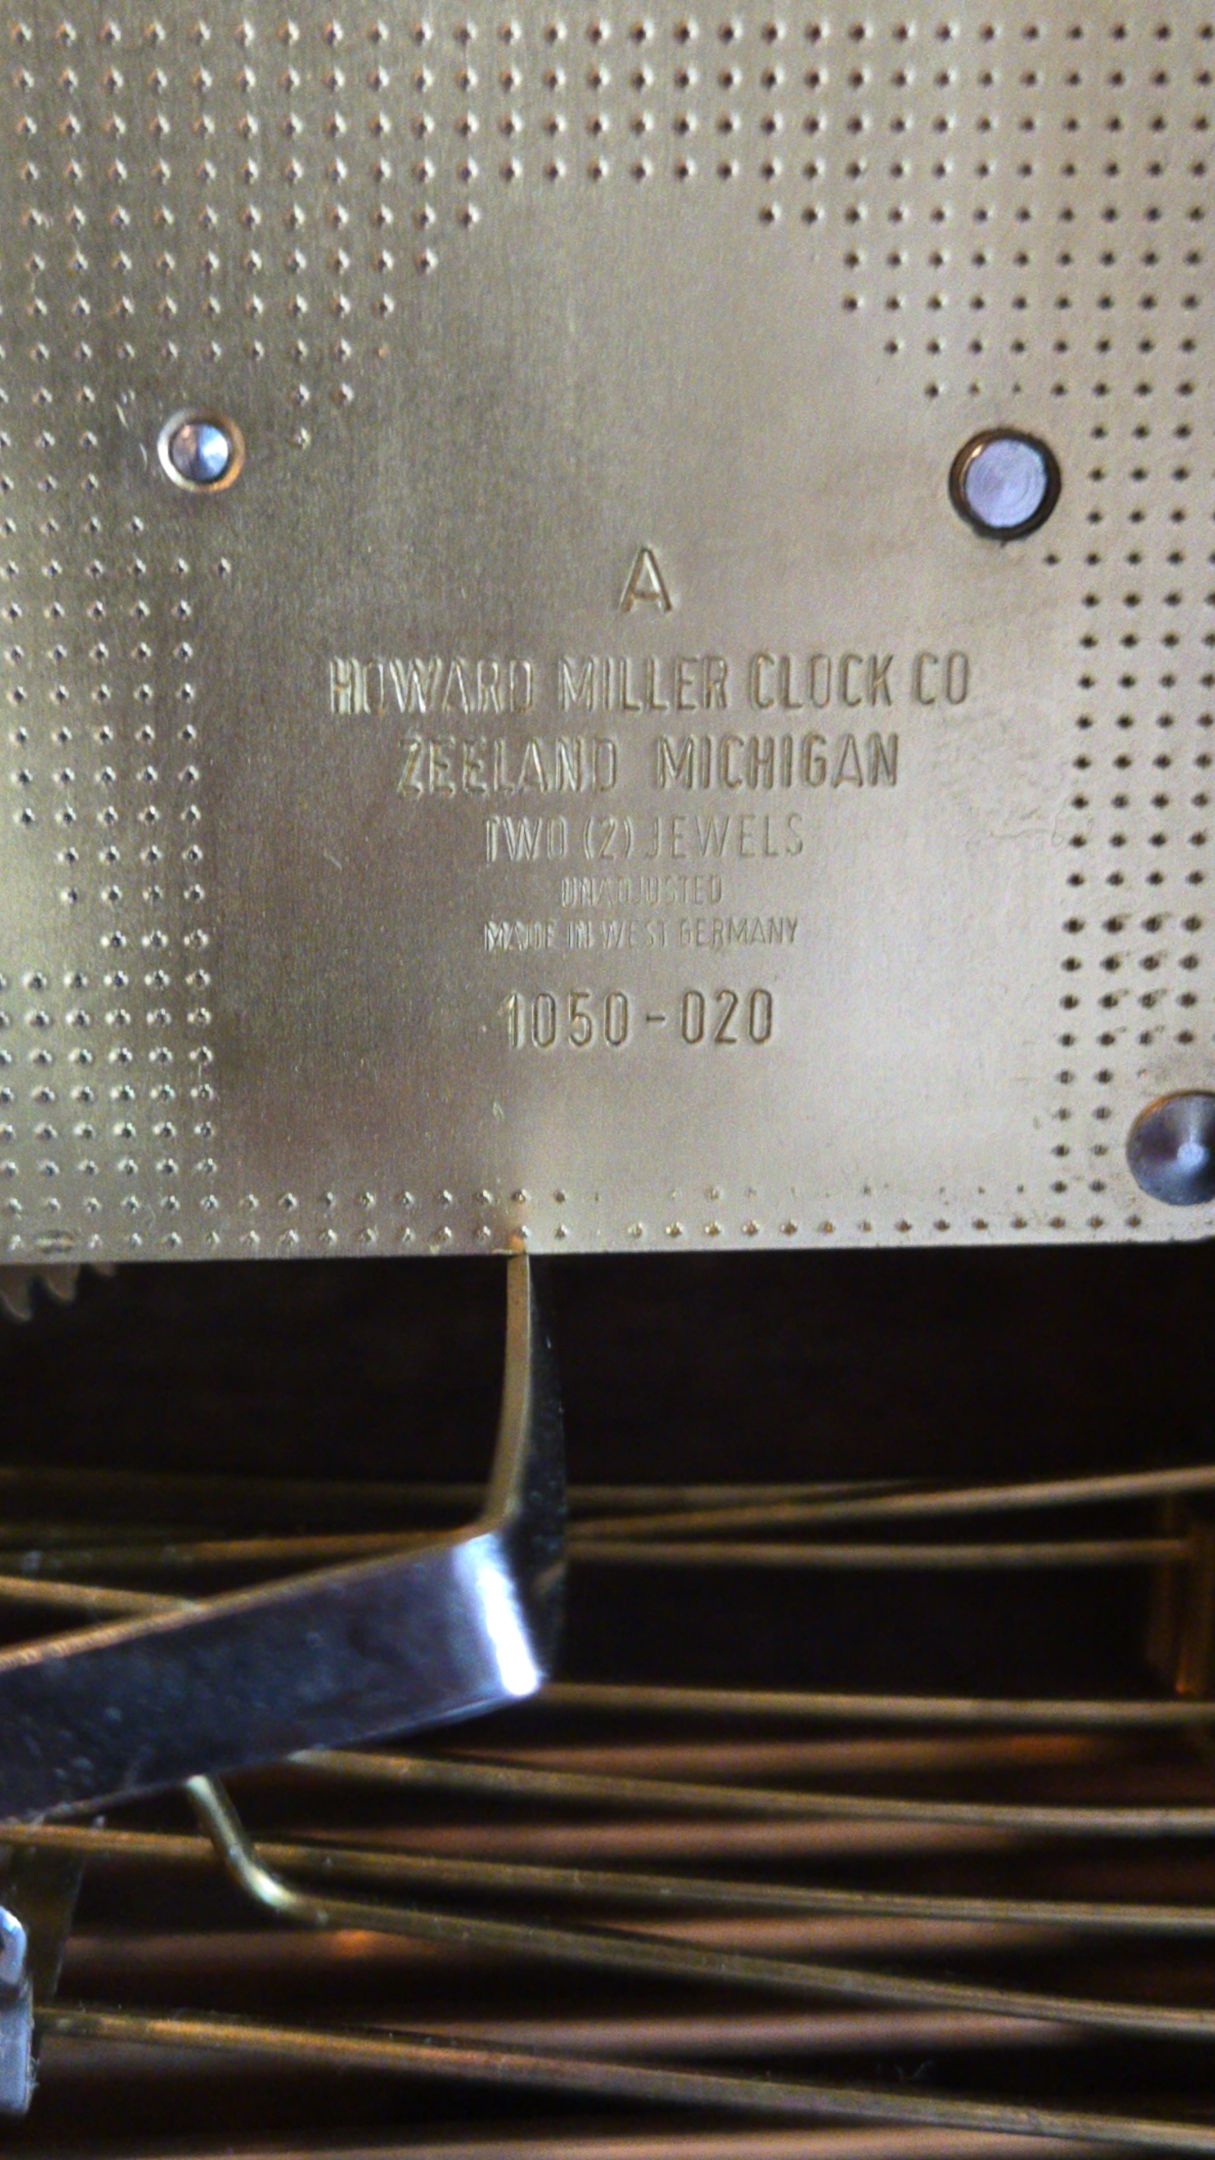 A
HOWARD MILLER CLOCK CO
ZEELAND MICHIGAN
TWO (2) JEWELS
UNADJUSTED
MADE IN WEST GERMANY
1050-020